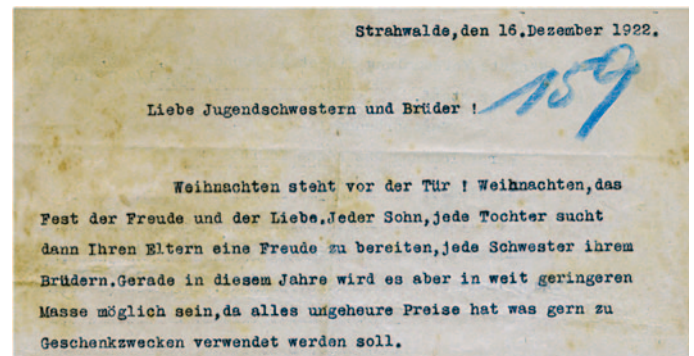 Strahwalde,den 16.Dezember 1922.
159
Liebe Jugendschwestern und Brüder !
Weihnachten steht vor der Tür ! Weihnachten,das
Fest der Freude und der Liebe.Jeder Sohn,jede Tochter sucht
dann Ihren Eltern eine Freude zu bereiten,jede Schwester ihrem
Brüdern.Gerade in diesem Jahre wird es aber in weit geringeren
Masse möglich sein,da alles ungeheure Preise hat was gern zu
Geschenkzwecken verwendet werden soll.